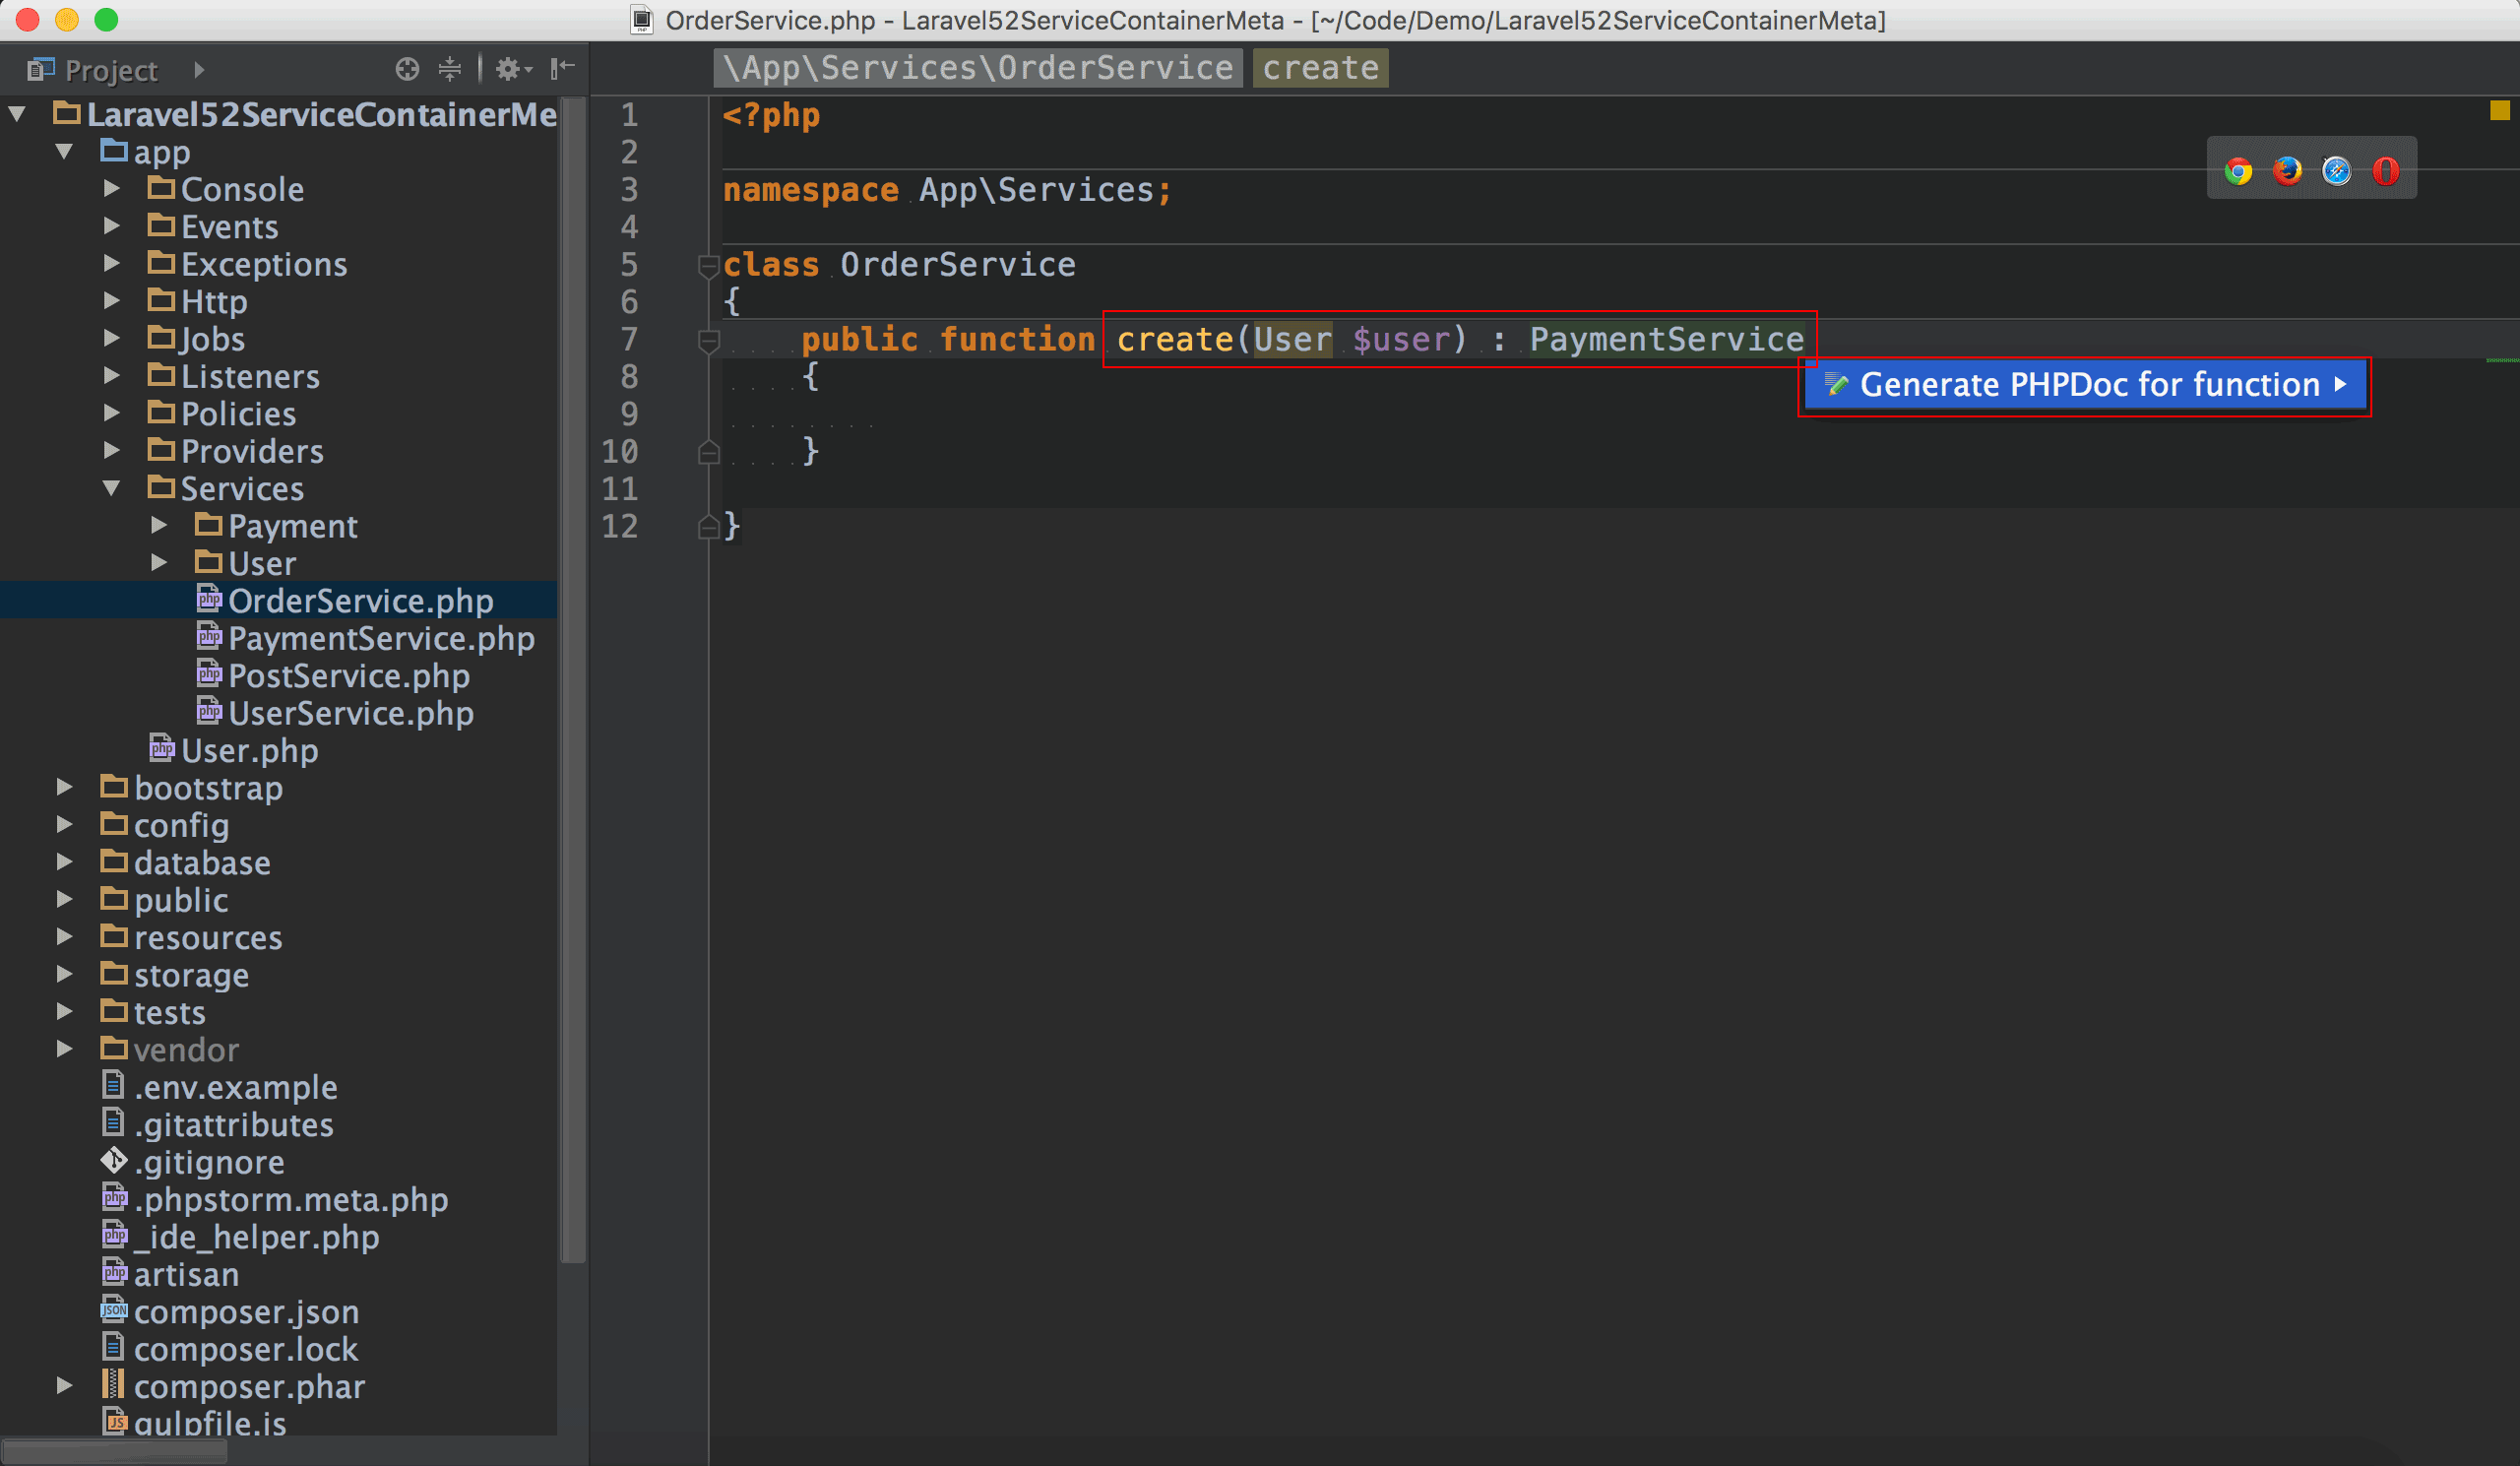 OrderService.php - Laravel52ServiceContainerMeta - [~/Code/Demo/Laravel52ServiceContainerMeta]
Project
\App\Services\OrderService create
Laravel52ServiceContainerMe
app
Console
Events
Exceptions
Http
Jobs
Listeners
Policies
Providers
Services
Payment
User
OrderService.php
PaymentService.php
PostService.php
UserService.php
User.php
bootstrap
config
database
public
resources
storage
tests
vendor
.env.example
.gitattributes
.gitignore
.phpstorm.meta.php
_ide_helper.php
artisan
composer.json
composer.lock
composer.phar
gulpfile.js
1 <?php
2
3 namespace App\Services;
4
5 class OrderService
6 {
7 public function create(User $user) : PaymentService
8 {
Generate PHPDoc for function
9
10 }
11
12 }